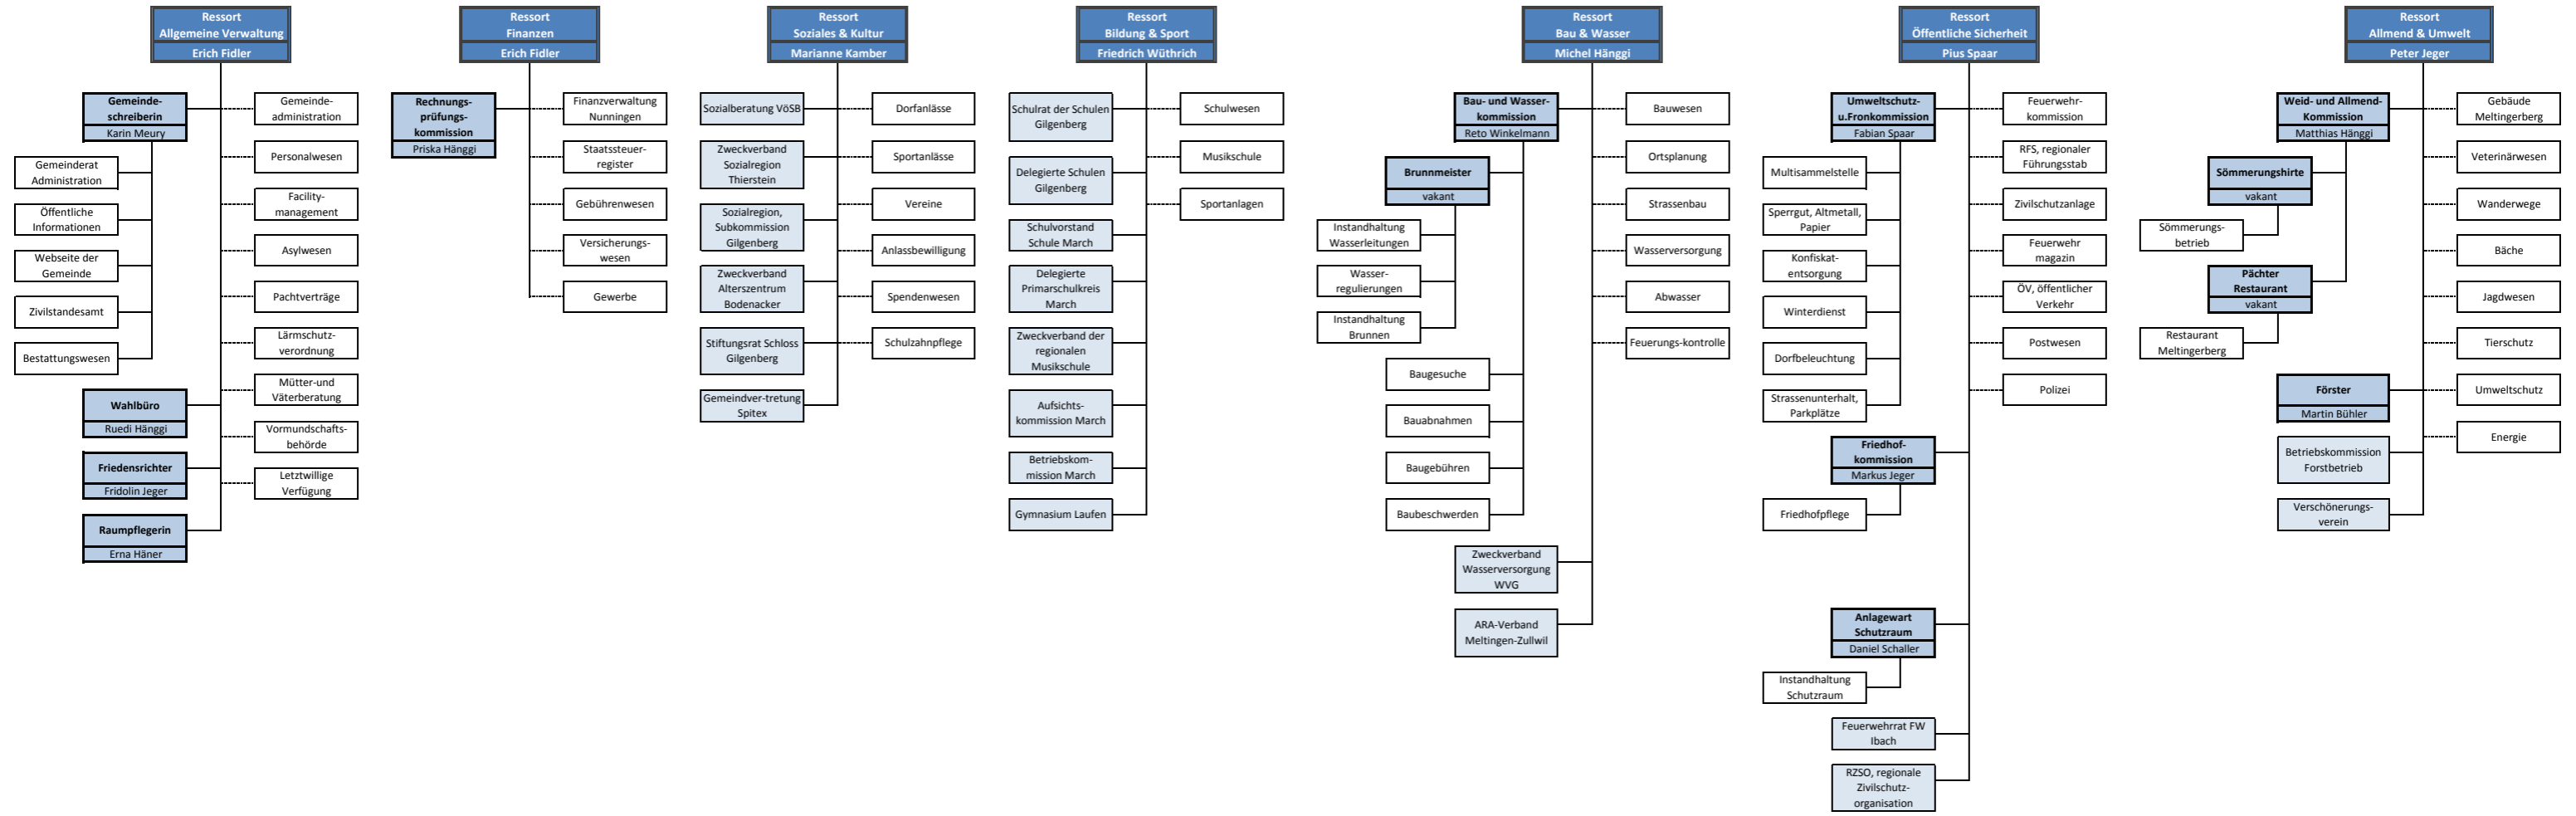 Ressort
Allgemeine Verwaltung
Erich Fidler
Gemeinde-
schreiberin
Karin Meury
Gemeinderat
Administration
Öffentliche
Informationen
Webseite der
Gemeinde
Zivilstandesamt
Bestattungswesen
Wahlbüro
Ruedi Hänggi
Friedensrichter
Fridolin Jeger
Raumpflegerin
Erna Häner
Gemeinde-
administration
Personalwesen
Facility-
management
Asylwesen
Pachtverträge
Lärmschutz-
verordnung
Mütter-und
Väterberatung
Vormundschafts-
behörde
Letztwillige
Verfügung
Ressort
Finanzen
Erich Fidler
Rechnungs-
prüfungs-
kommission
Priska Hänggi
Finanzverwaltung
Nunningen
Staatssteuer-
register
Gebührenwesen
Versicherungs-
wesen
Gewerbe
Ressort
Soziales & Kultur
Marianne Kamber
Sozialberatung VöSB
Zweckverband
Sozialregion
Thierstein
Sozialregion,
Subkommission
Gilgenberg
Zweckverband
Alterszentrum
Bodenacker
Stiftungsrat Schloss
Gilgenberg
Gemeindver-tretung
Spitex
Dorfanlässe
Sportanlässe
Vereine
Anlassbewilligung
Spendenwesen
Schulzahnpflege
Ressort
Bildung & Sport
Friedrich Wüthrich
Schulrat der Schulen
Gilgenberg
Delegierte Schulen
Gilgenberg
Schulvorstand
Schule March
Delegierte
Primarschulkreis
March
Zweckverband der
regionalen
Musikschule
Aufsichts-
kommission March
Betriebskom-
mission March
Gymnasium Laufen
Schulwesen
Musikschule
Sportanlagen
Ressort
Bau & Wasser
Michel Hänggi
Bau- und Wasser-
kommission
Reto Winkelmann
Brunnmeister
vakant
Instandhaltung
Wasserleitungen
Wasser-
regulierungen
Instandhaltung
Brunnen
Baugesuche
Bauabnahmen
Baugebühren
Baubeschwerden
Zweckverband
Wasserversorgung
WVG
ARA-Verband
Meltingen-Zullwil
Bauwesen
Ortsplanung
Strassenbau
Wasserversorgung
Abwasser
Feuerungs-kontrolle
Ressort
Öffentliche Sicherheit
Pius Spaar
Umweltschutz-
u.Fronkommission
Fabian Spaar
Multisammelstelle
Sperrgut, Altmetall,
Papier
Konfiskat-
entsorgung
Winterdienst
Dorfbeleuchtung
Strassenunterhalt,
Parkplätze
Friedhof-
kommission
Markus Jeger
Friedhofpflege
Anlagewart
Schutzraum
Daniel Schaller
Instandhaltung
Schutzraum
Feuerwehrrat FW
Ibach
RZSO, regionale
Zivilschutz-
organisation
Feuerwehr-
kommission
RFS, regionaler
Führungsstab
Zivilschutzanlage
Feuerwehr
magazin
ÖV, öffentlicher
Verkehr
Postwesen
Polizei
Ressort
Allmend & Umwelt
Peter Jeger
Weid- und Allmend-
Kommission
Matthias Hänggi
Sömmerungshirte
vakant
Sömmerungs-
betrieb
Pächter
Restaurant
vakant
Restaurant
Meltingerberg
Förster
Martin Bühler
Betriebskommission
Forstbetrieb
Verschönerungs-
verein
Gebäude
Meltingerberg
Veterinärwesen
Wanderwege
Bäche
Jagdwesen
Tierschutz
Umweltschutz
Energie